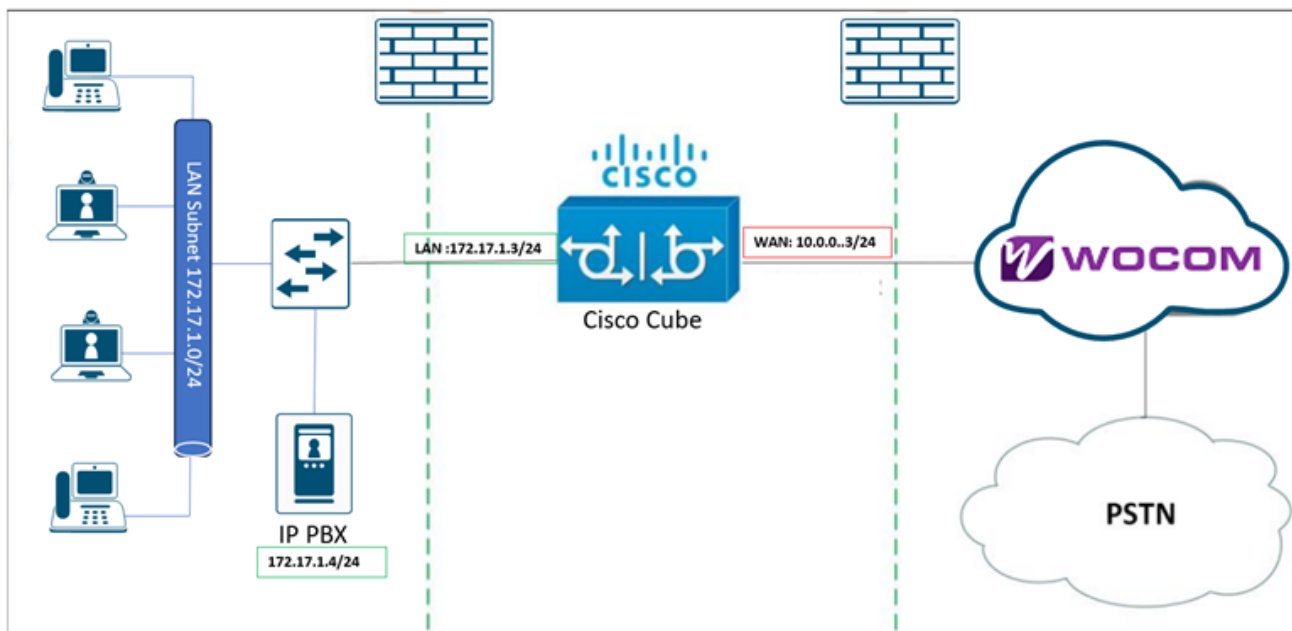 LAN Subnet 172.17.1.0/24
IP PBX
172.17.1.4/24
LAN :172.17.1.3/24
CISCO
Cisco Cube
WAN: 10.0.0..3/24
WOCOM
PSTN